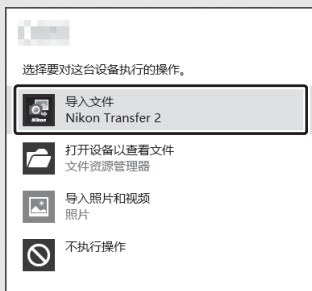 选择要对这台设备执行的操作。
导入文件
Nikon Transfer 2
打开设备以查看文件
文件资源管理器
导入照片和视频
照片
不执行操作